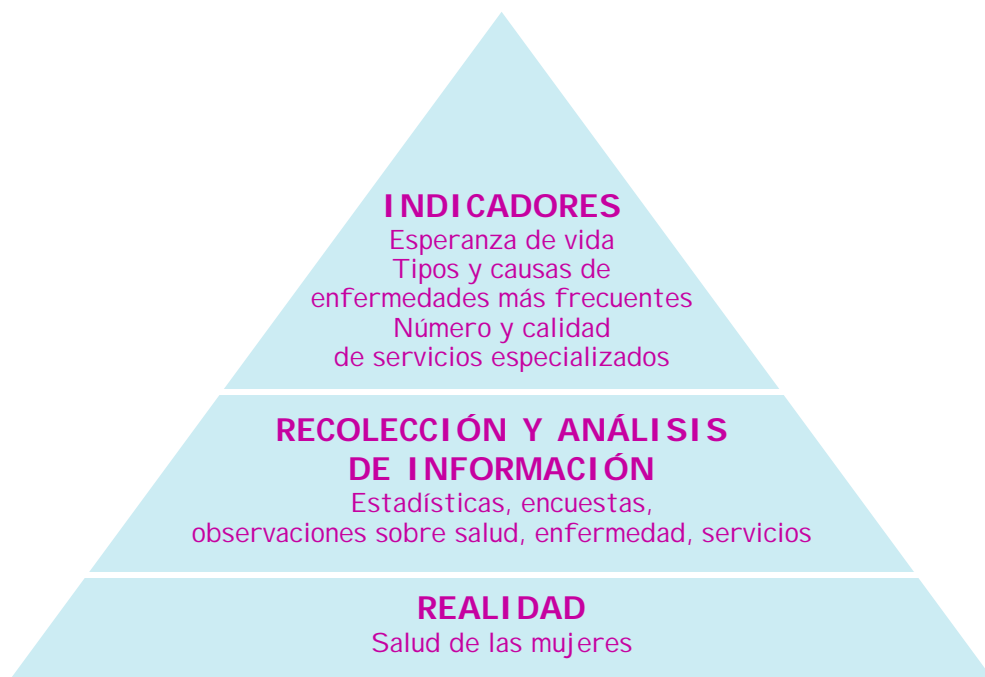 INDICADORES
Esperanza de vida
Tipos y causas de
enfermedades más frecuentes
Número y calidad
de servicios especializados
RECOLECCIÓN Y ANÁLISIS
DE INFORMACIÓN
Estadísticas, encuestas,
observaciones sobre salud, enfermedad, servicios
REALIDAD
Salud de las mujeres